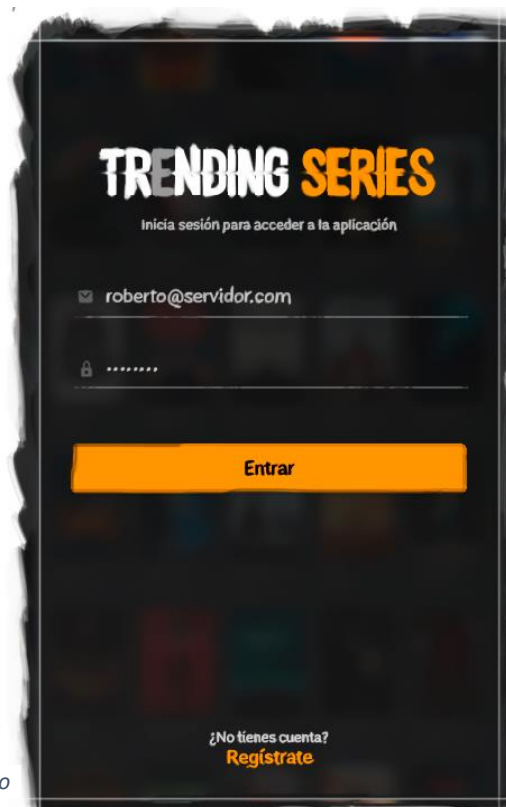 TRENDING SERIES
Inicia sesión para acceder a la aplicación
roberto@servidor.com
••••••••
Entrar
¿No tienes cuenta?
Regístrate
o